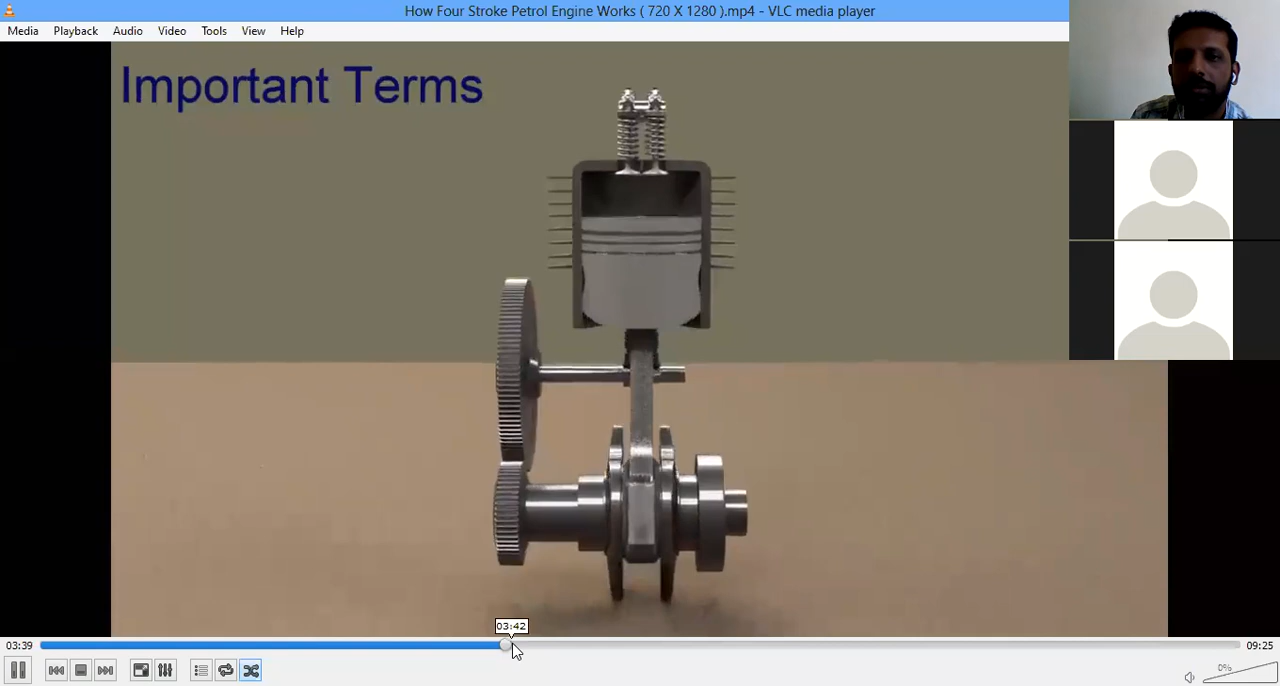 How Four Stroke Petrol Engine Works ( 720 X 1280 ).mp4 - VLC media player
Media Playback Audio Video Tools View Help
Important Terms
03:42
03:39
09:25
0%